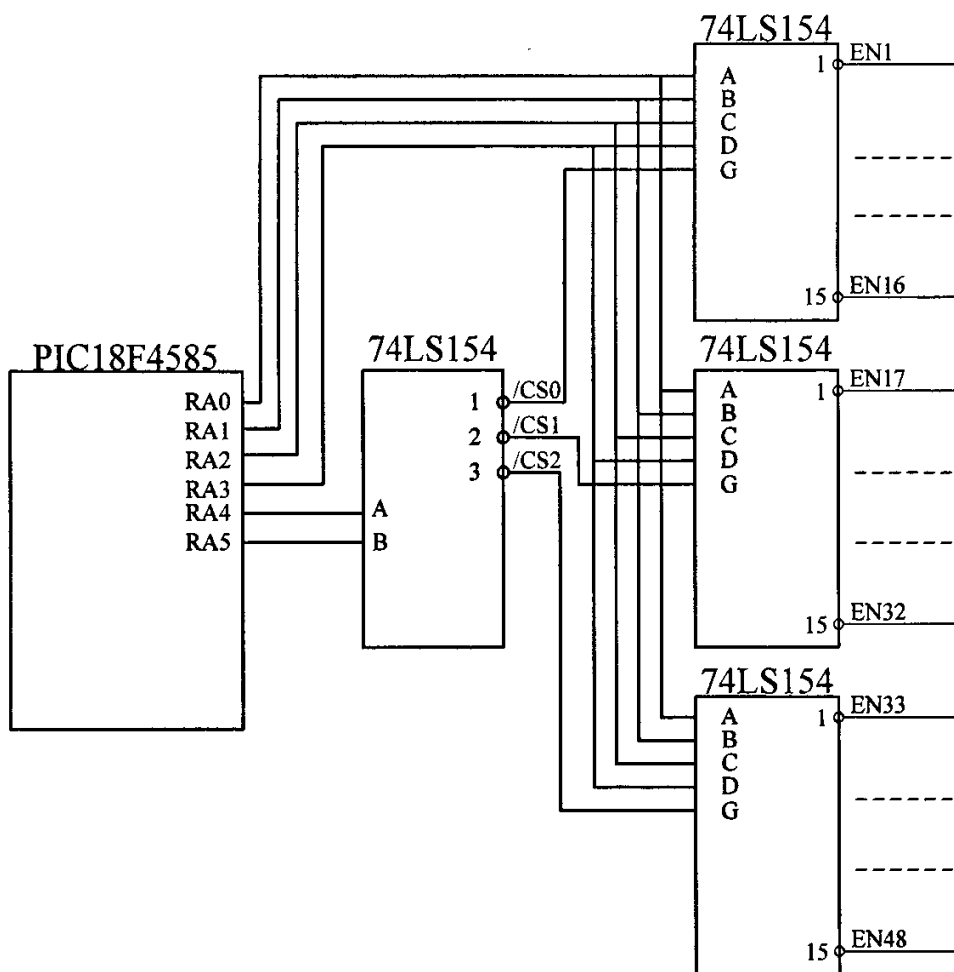 74LS154
A
B
C
D
G
1
EN1
15
EN16
PIC18F4585
RA0
RA1
RA2
RA3
RA4
RA5
74LS154
A
B
1
/CS0
2
/CS1
3
/CS2
74LS154
A
B
C
D
G
1
EN17
15
EN32
74LS154
A
B
C
D
G
1
EN33
15
EN48